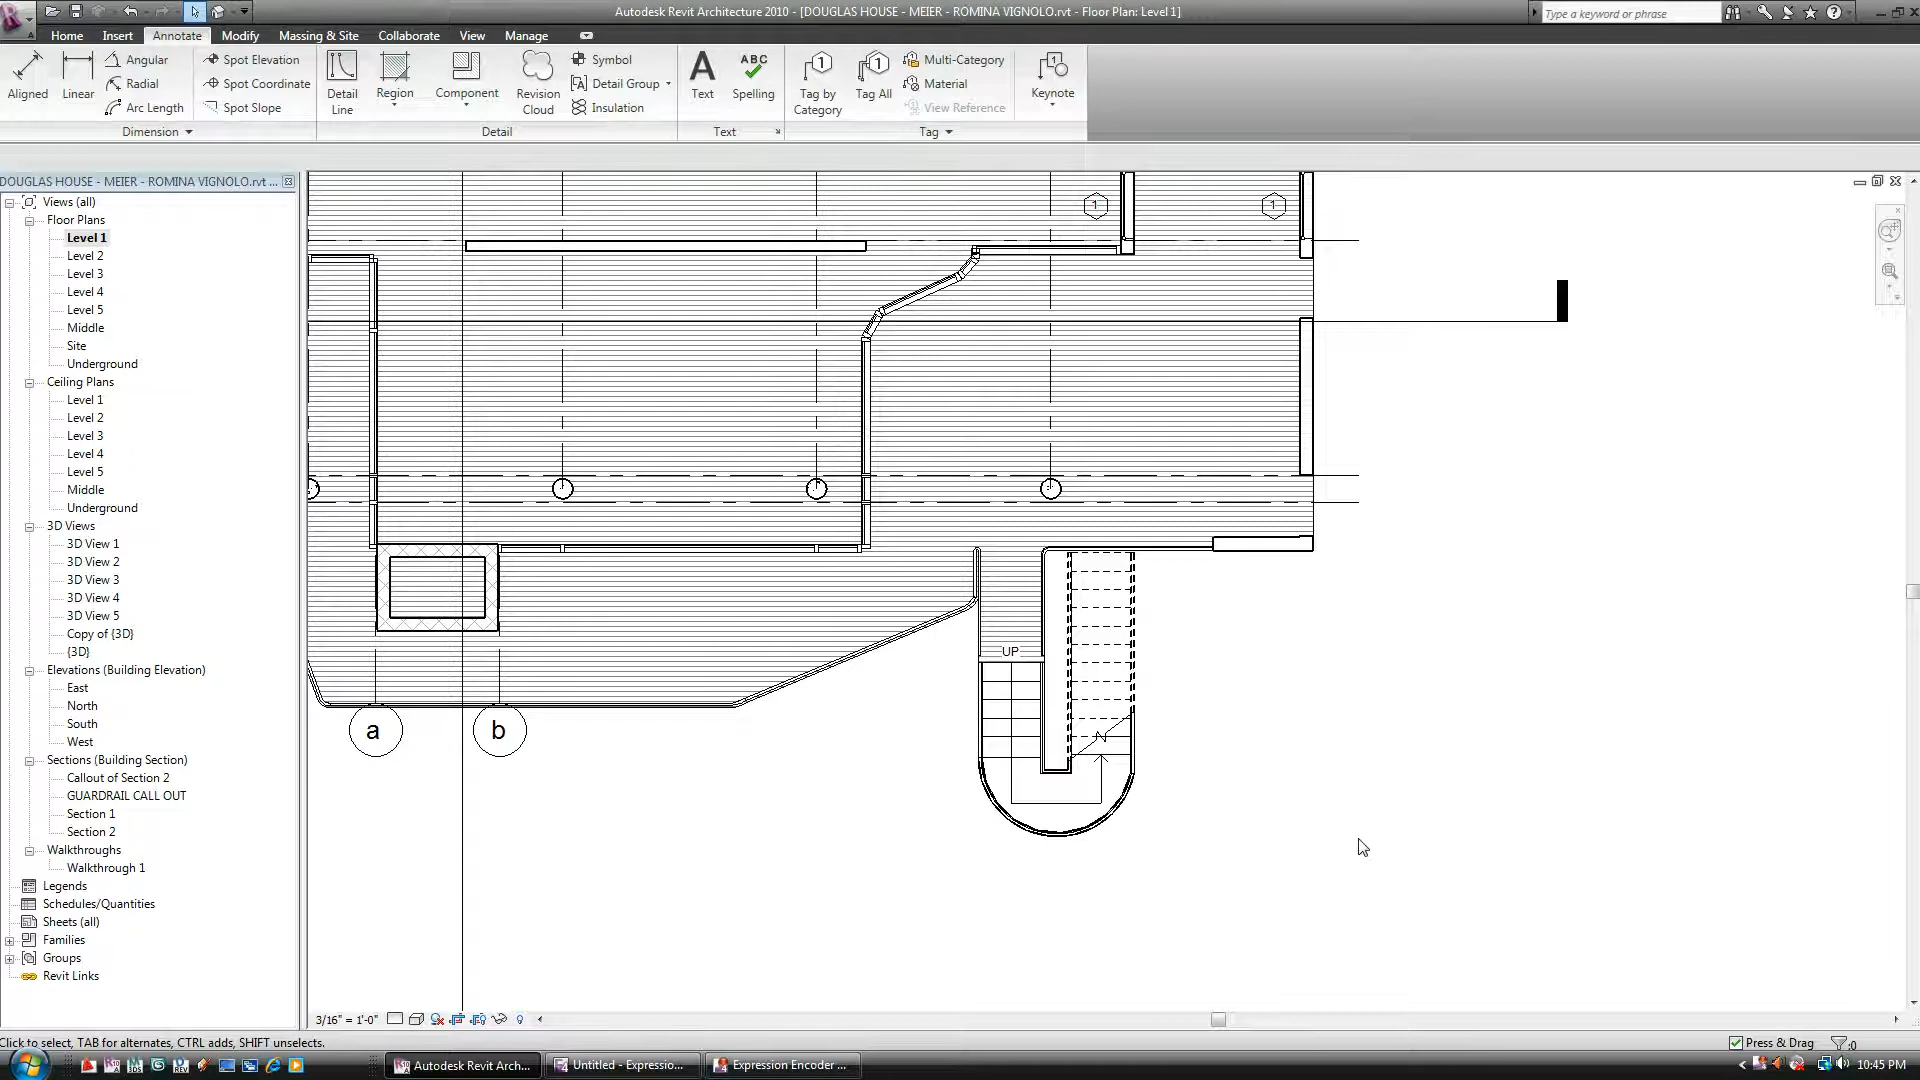 Autodesk Revit Architecture 2010 - [DOUGLAS HOUSE - MEIER - ROMINA VIGNOLO.rvt - Floor Plan: Level 1]
Type a keyword or phrase
Home Insert Annotate Modify Massing & Site Collaborate View Manage
Aligned Linear Angular Radial Arc Length
Spot Elevation Spot Coordinate Spot Slope
Detail Line Region Component Revision Cloud
Symbol Detail Group Insulation
Text ABC Spelling
1 Tag by Category 1 Tag All Multi-Category Material View Reference
1 Keynote
Dimension Detail Text Tag
DOUGLAS HOUSE - MEIER - ROMINA VIGNOLO.rvt ...
Views (all)
Floor Plans
Level 1
Level 2
Level 3
Level 4
Level 5
Middle
Site
Underground
Ceiling Plans
Level 1
Level 2
Level 3
Level 4
Level 5
Middle
Underground
3D Views
3D View 1
3D View 2
3D View 3
3D View 4
3D View 5
Copy of {3D}
{3D}
Elevations (Building Elevation)
East
North
South
West
Sections (Building Section)
Callout of Section 2
GUARDRAIL CALL OUT
Section 1
Section 2
Walkthroughs
Walkthrough 1
Legends
Schedules/Quantities
Sheets (all)
Families
Groups
Revit Links
1 1
UP
a b
3/16" = 1'-0"
Click to select, TAB for alternates, CTRL adds, SHIFT unselects.
Press & Drag :0
Autodesk Revit Arch... Untitled - Expressio... Expression Encoder ...
10:45 PM